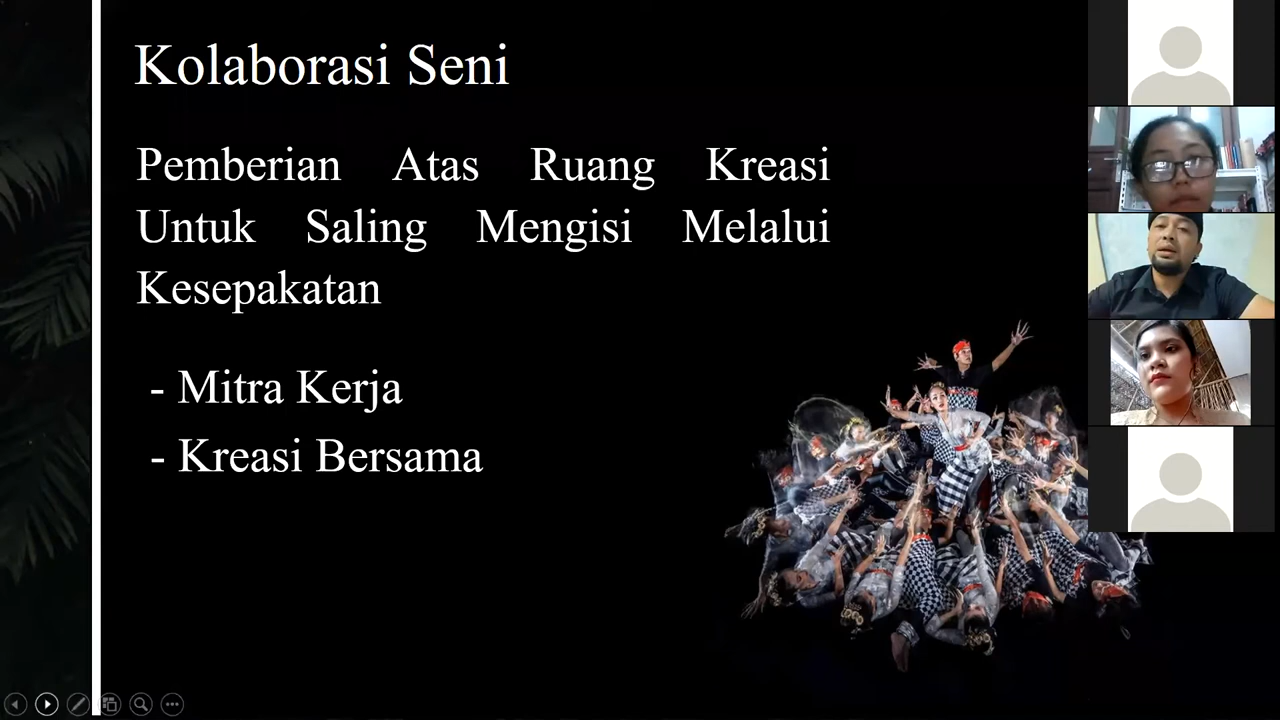 Kolaborasi Seni
Pemberian Atas Ruang Kreasi
Untuk Saling Mengisi Melalui
Kesepakatan
- Mitra Kerja
- Kreasi Bersama